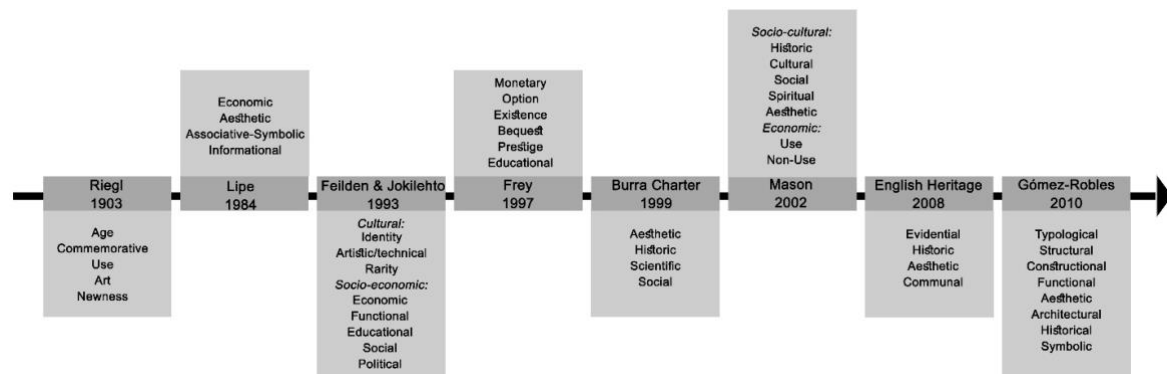 Riegl
1903
Age
Commemorative
Use
Art
Newness
Economic
Aesthetic
Associative-Symbolic
Informational
Lipe
1984
Feilden & Jokilehto
1993
Cultural:
Identity
Artistic/technical
Rarity
Socio-economic:
Economic
Functional
Educational
Social
Political
Monetary
Option
Existence
Bequest
Prestige
Educational
Frey
1997
Burra Charter
1999
Aesthetic
Historic
Scientific
Social
Socio-cultural:
Historic
Cultural
Social
Spiritual
Aesthetic
Economic:
Use
Non-Use
Mason
2002
English Heritage
2008
Evidential
Historic
Aesthetic
Communal
Gómez-Robles
2010
Typological
Structural
Constructional
Functional
Aesthetic
Architectural
Historical
Symbolic